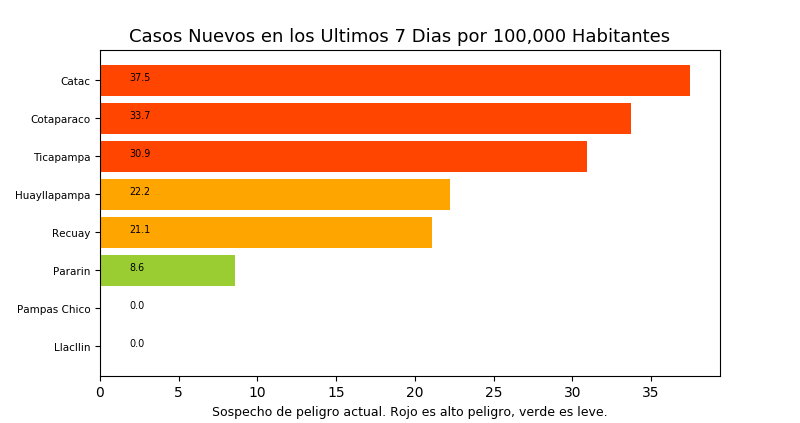 Casos Nuevos en los Ultimos 7 Dias por 100,000 Habitantes
Catac 37.5
Cotaparaco 33.7
Ticapampa 30.9
Huayllapampa 22.2
Recuay 21.1
Pararin 8.6
Pampas Chico 0.0
Llacllin 0.0
0 5 10 15 20 25 30 35
Sospecho de peligro actual. Rojo es alto peligro, verde es leve.